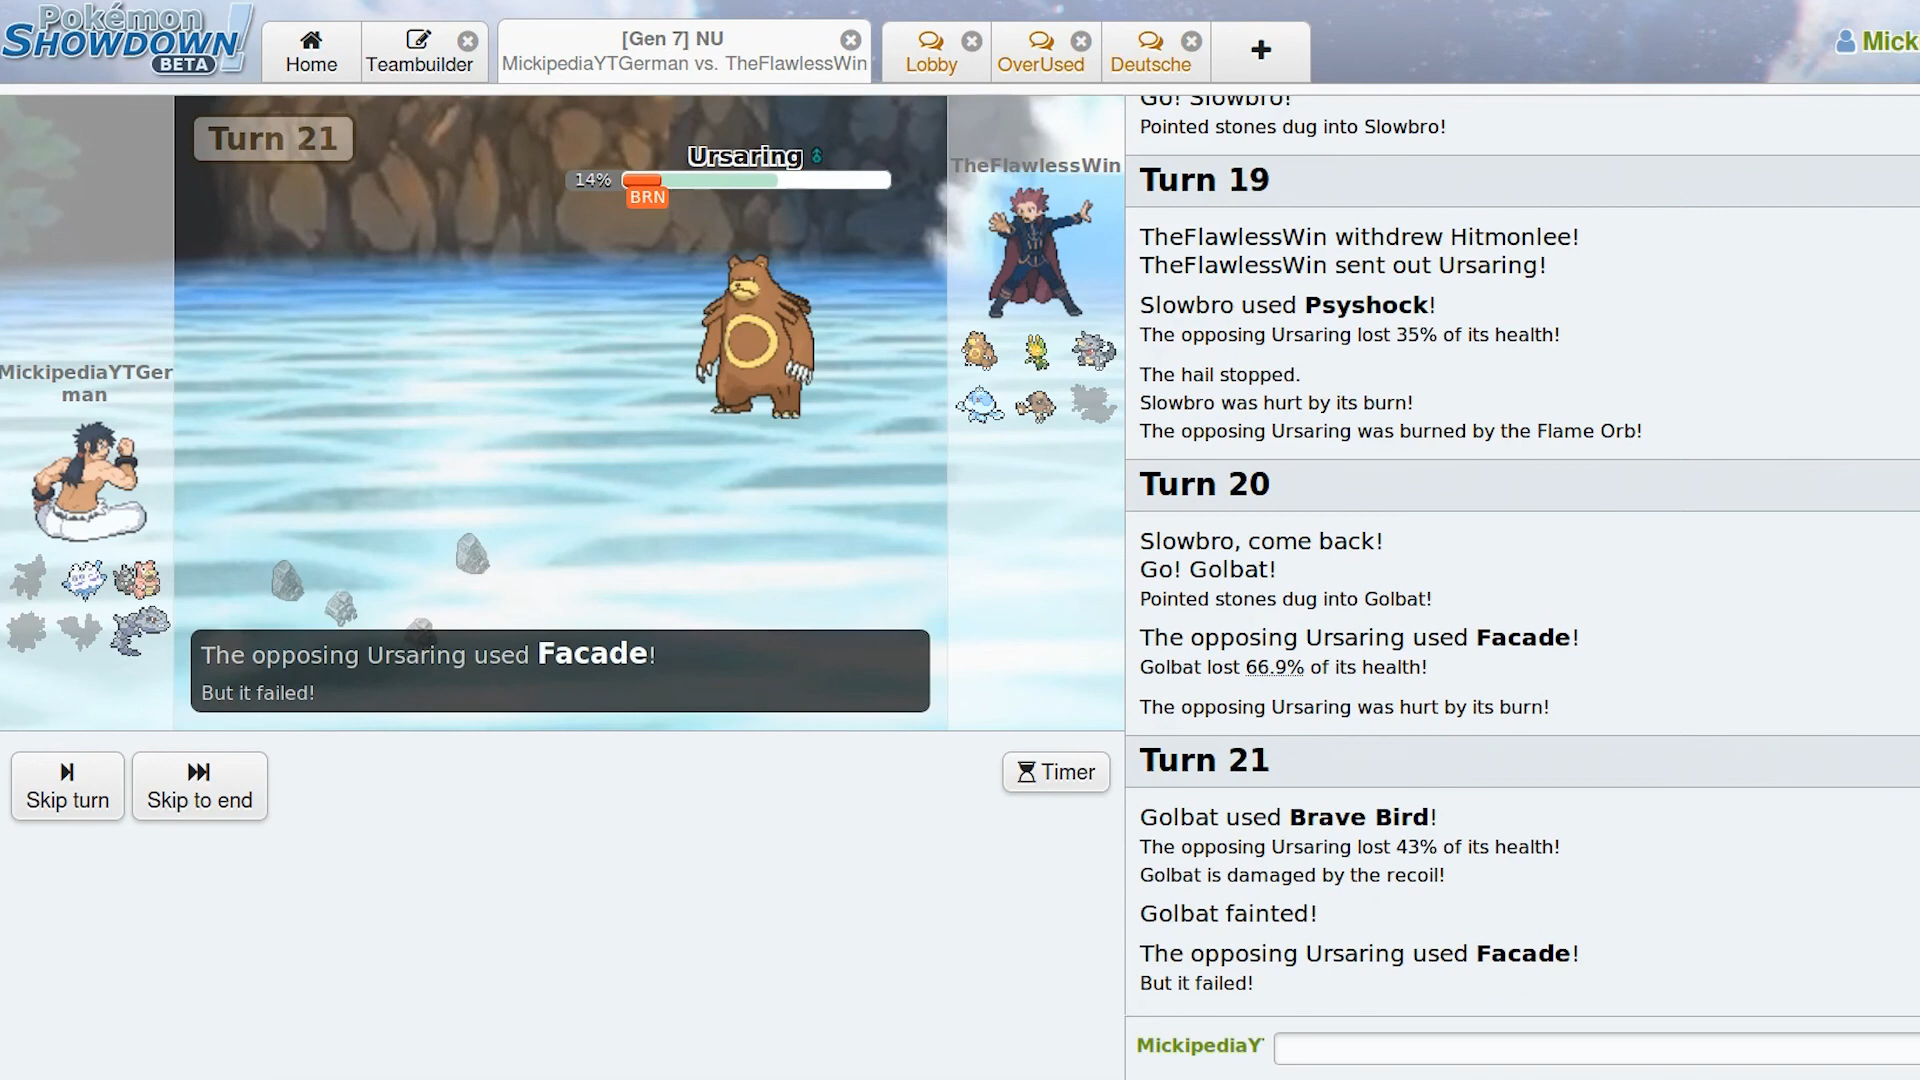 Pokémon
SHOWDOWN!
BETA
Home
Teambuilder
[Gen 7] NU
MickipediaYTGerman vs. TheFlawlessWin
Lobby
OverUsed
Deutsche
+
Mick
Turn 21
Ursaring
14%
BRN
TheFlawlessWin
MickipediaYTGer
man
The opposing Ursaring used Facade!
But it failed!
Skip turn
Skip to end
Timer
Go! Slowbro!
Pointed stones dug into Slowbro!
Turn 19
TheFlawlessWin withdrew Hitmonlee!
TheFlawlessWin sent out Ursaring!
Slowbro used Psyshock!
The opposing Ursaring lost 35% of its health!
The hail stopped.
Slowbro was hurt by its burn!
The opposing Ursaring was burned by the Flame Orb!
Turn 20
Slowbro, come back!
Go! Golbat!
Pointed stones dug into Golbat!
The opposing Ursaring used Facade!
Golbat lost 66.9% of its health!
The opposing Ursaring was hurt by its burn!
Turn 21
Golbat used Brave Bird!
The opposing Ursaring lost 43% of its health!
Golbat is damaged by the recoil!
Golbat fainted!
The opposing Ursaring used Facade!
But it failed!
MickipediaY